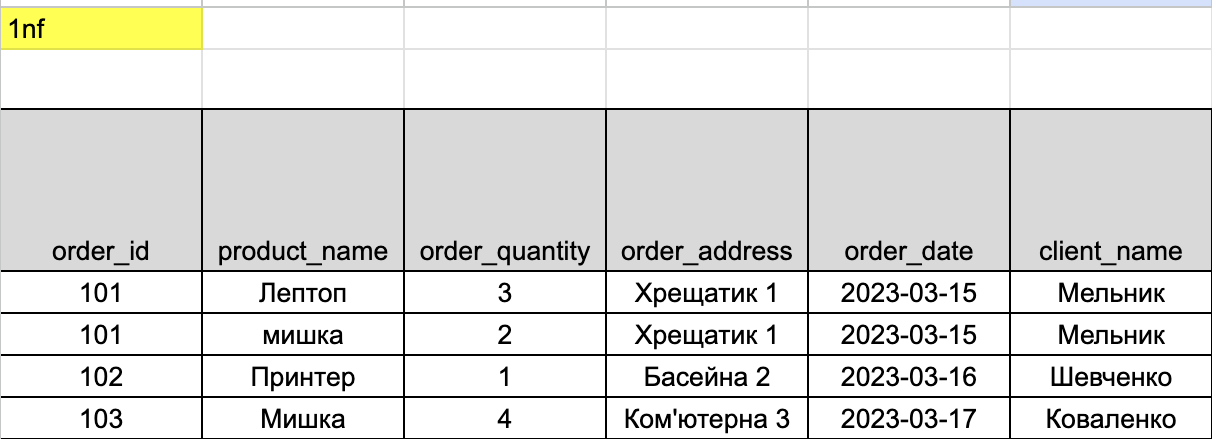 1nf
order_id product_name order_quantity order_address order_date client_name
101 Лептоп 3 Хрещатик 1 2023-03-15 Мельник
101 мишка 2 Хрещатик 1 2023-03-15 Мельник
102 Принтер 1 Басейна 2 2023-03-16 Шевченко
103 Мишка 4 Ком'ютерна 3 2023-03-17 Коваленко